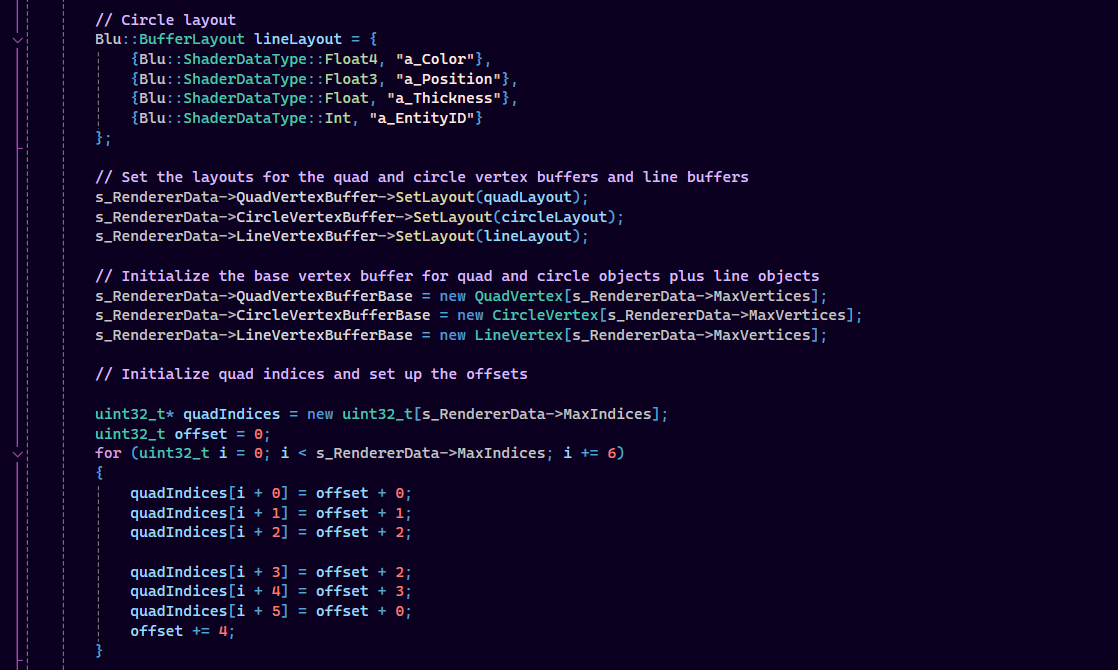 // Circle layout
Blu::BufferLayout lineLayout = {
    {Blu::ShaderDataType::Float4, "a_Color"},
    {Blu::ShaderDataType::Float3, "a_Position"},
    {Blu::ShaderDataType::Float, "a_Thickness"},
    {Blu::ShaderDataType::Int, "a_EntityID"}
};

// Set the layouts for the quad and circle vertex buffers and line buffers
s_RendererData->QuadVertexBuffer->SetLayout(quadLayout);
s_RendererData->CircleVertexBuffer->SetLayout(circleLayout);
s_RendererData->LineVertexBuffer->SetLayout(lineLayout);

// Initialize the base vertex buffer for quad and circle objects plus line objects
s_RendererData->QuadVertexBufferBase = new QuadVertex[s_RendererData->MaxVertices];
s_RendererData->CircleVertexBufferBase = new CircleVertex[s_RendererData->MaxVertices];
s_RendererData->LineVertexBufferBase = new LineVertex[s_RendererData->MaxVertices];

// Initialize quad indices and set up the offsets

uint32_t* quadIndices = new uint32_t[s_RendererData->MaxIndices];
uint32_t offset = 0;
for (uint32_t i = 0; i < s_RendererData->MaxIndices; i += 6)
{
    quadIndices[i + 0] = offset + 0;
    quadIndices[i + 1] = offset + 1;
    quadIndices[i + 2] = offset + 2;

    quadIndices[i + 3] = offset + 2;
    quadIndices[i + 4] = offset + 3;
    quadIndices[i + 5] = offset + 0;
    offset += 4;
}